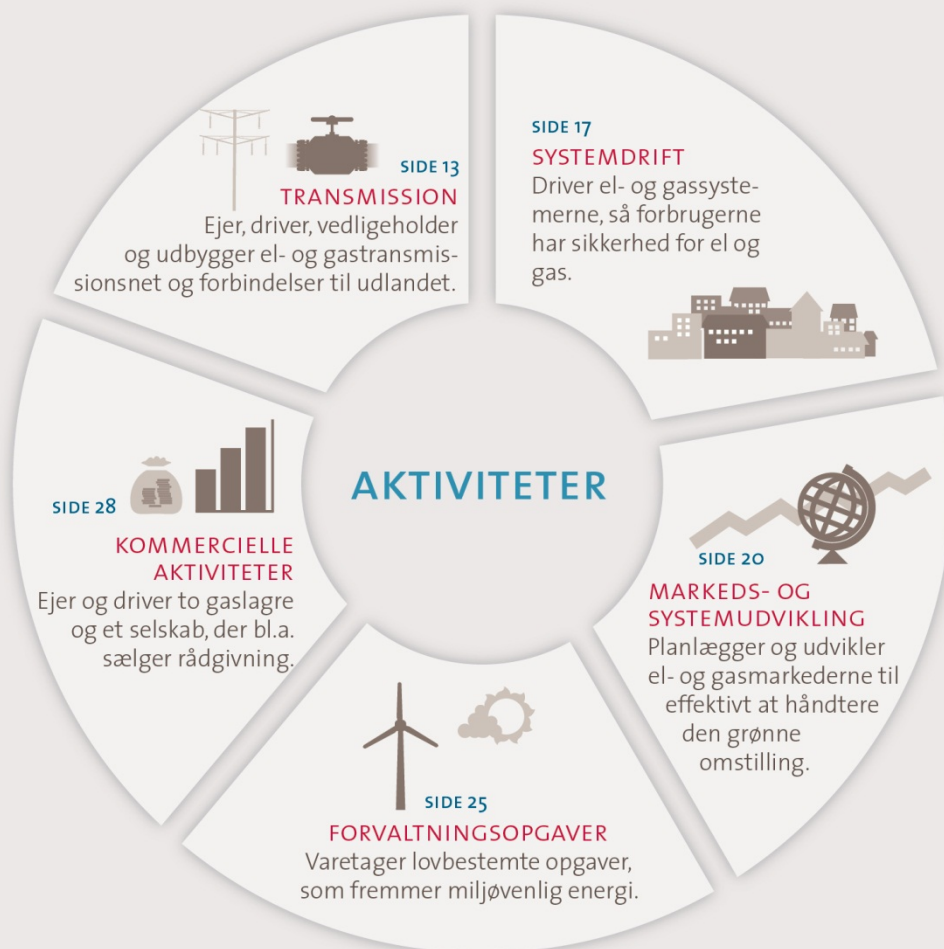 SIDE 13
TRANSMISSION
Ejer, driver, vedligeholder
og udbygger el- og gastransmis-
sionsnet og forbindelser til udlandet.
SIDE 17
SYSTEMDRIFT
Driver el- og gassyste-
merne, så forbrugerne
har sikkerhed for el og
gas.
AKTIVITETER
SIDE 20
MARKEDS- OG
SYSTEMUDVIKLING
Planlægger og udvikler
el- og gasmarkederne til
effektivt at håndtere
den grønne
omstilling.
SIDE 25
FORVALTNINGSOPGAVER
Varetager lovbestemte opgaver,
som fremmer miljøvenlig energi.
SIDE 28
KOMMERCIELLE
AKTIVITETER
Ejer og driver to gaslagre
og et selskab, der bl.a.
sælger rådgivning.